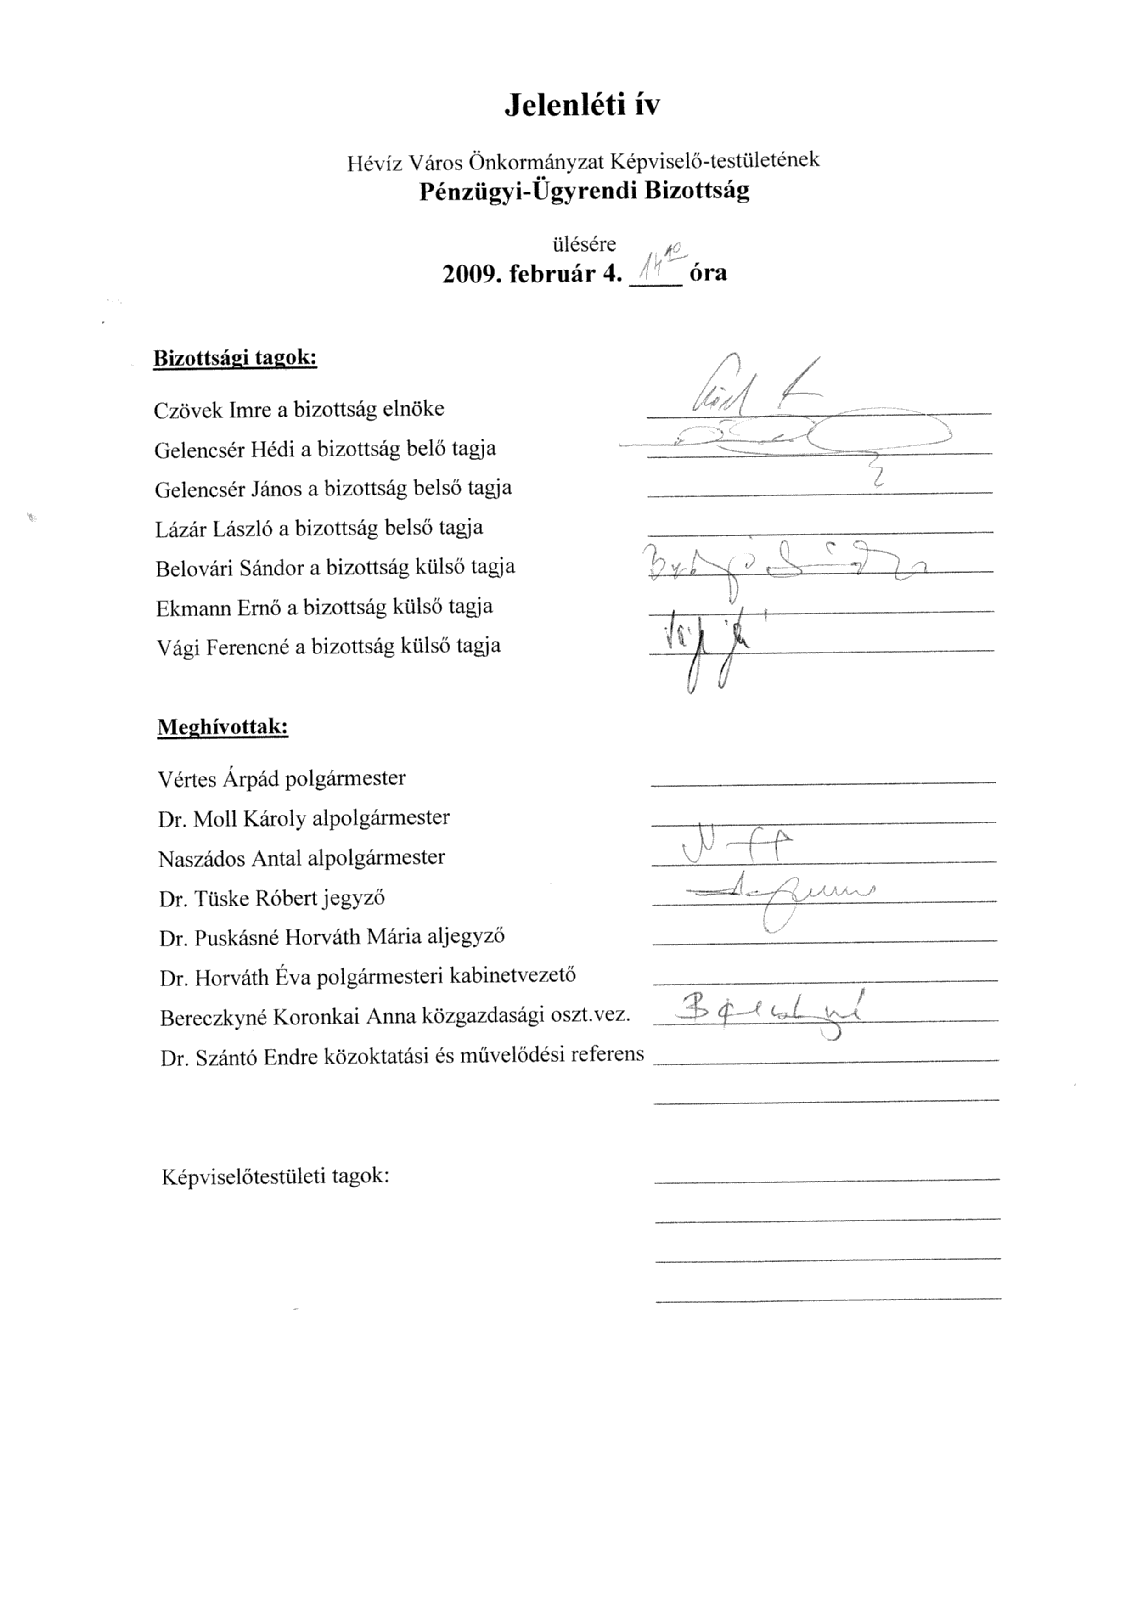 Jelenléti ív
Hévíz Város Önkormányzat Képviselő-testületének
Pénzügyi-Ügyrendi Bizottság
ülésére
2009. február 4. 14 10 óra
Bizottsági tagok:
Czövek Imre a bizottság elnöke
Gelencsér Hédi a bizottság belő tagja
Gelencsér János a bizottság belső tagja
Lázár László a bizottság belső tagja
Belovári Sándor a bizottság külső tagja
Ekmann Ernő a bizottság külső tagja
Vági Ferencné a bizottság külső tagja
Meghívottak:
Vértes Árpád polgármester
Dr. Moll Károly alpolgármester
Naszádos Antal alpolgármester
Dr. Tüske Róbert jegyző
Dr. Puskásné Horváth Mária aljegyző
Dr. Horváth Éva polgármesteri kabinetvezető
Bereczkyné Koronkai Anna közgazdasági oszt.vez.
Dr. Szántó Endre közoktatási és művelődési referens
Képviselőtestületi tagok: